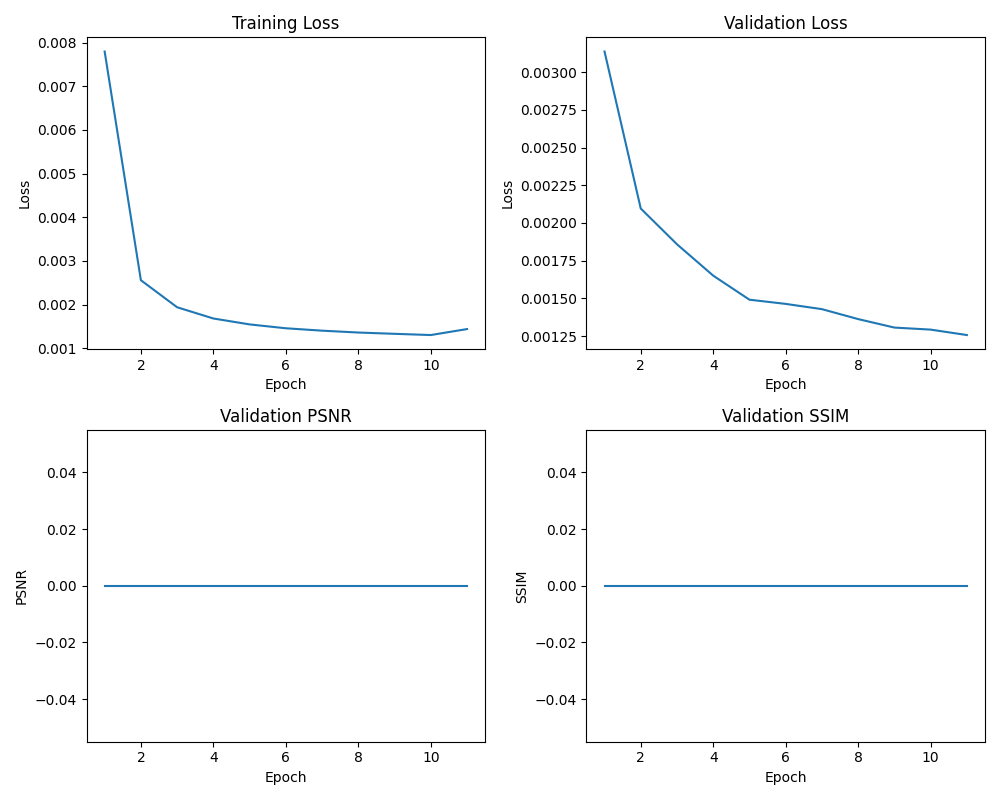 Training Loss
0.008
0.007
0.006
0.005
0.004
0.003
0.002
0.001
Loss
2 4 6 8 10
Epoch
Validation Loss
0.00300
0.00275
0.00250
0.00225
0.00200
0.00175
0.00150
0.00125
Loss
2 4 6 8 10
Epoch
Validation PSNR
0.04
0.02
0.00
−0.02
−0.04
PSNR
2 4 6 8 10
Epoch
Validation SSIM
0.04
0.02
0.00
−0.02
−0.04
SSIM
2 4 6 8 10
Epoch